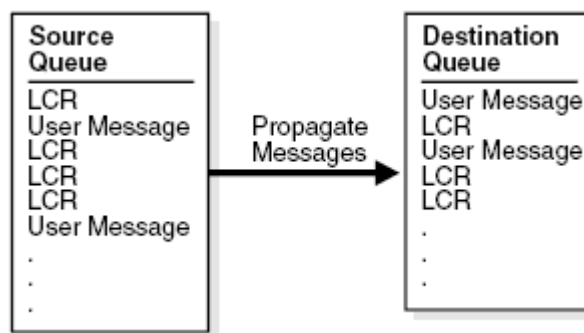 Source
Queue
LCR
User Message
LCR
LCR
LCR
User Message
.
.
.
Propagate
Messages
Destination
Queue
User Message
LCR
User Message
LCR
LCR
.
.
.